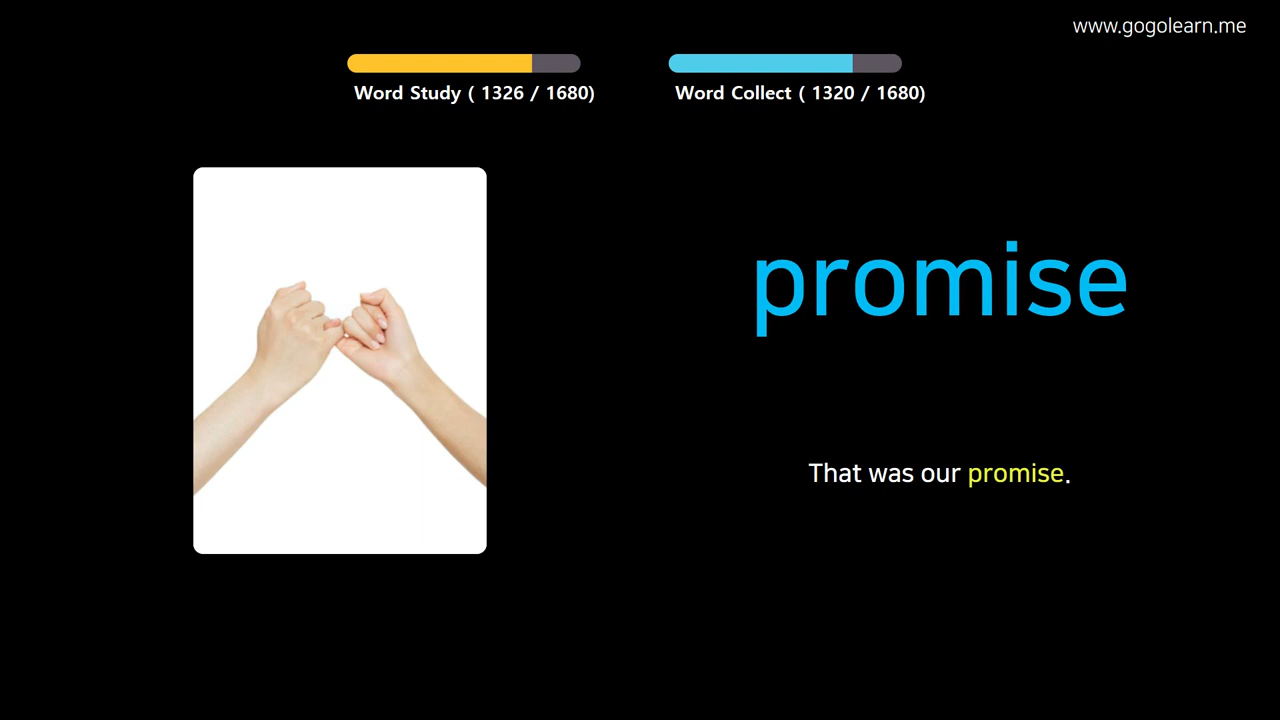 www.gogolearn.me
Word Study ( 1326 / 1680)
Word Collect ( 1320 / 1680)
promise
That was our promise.